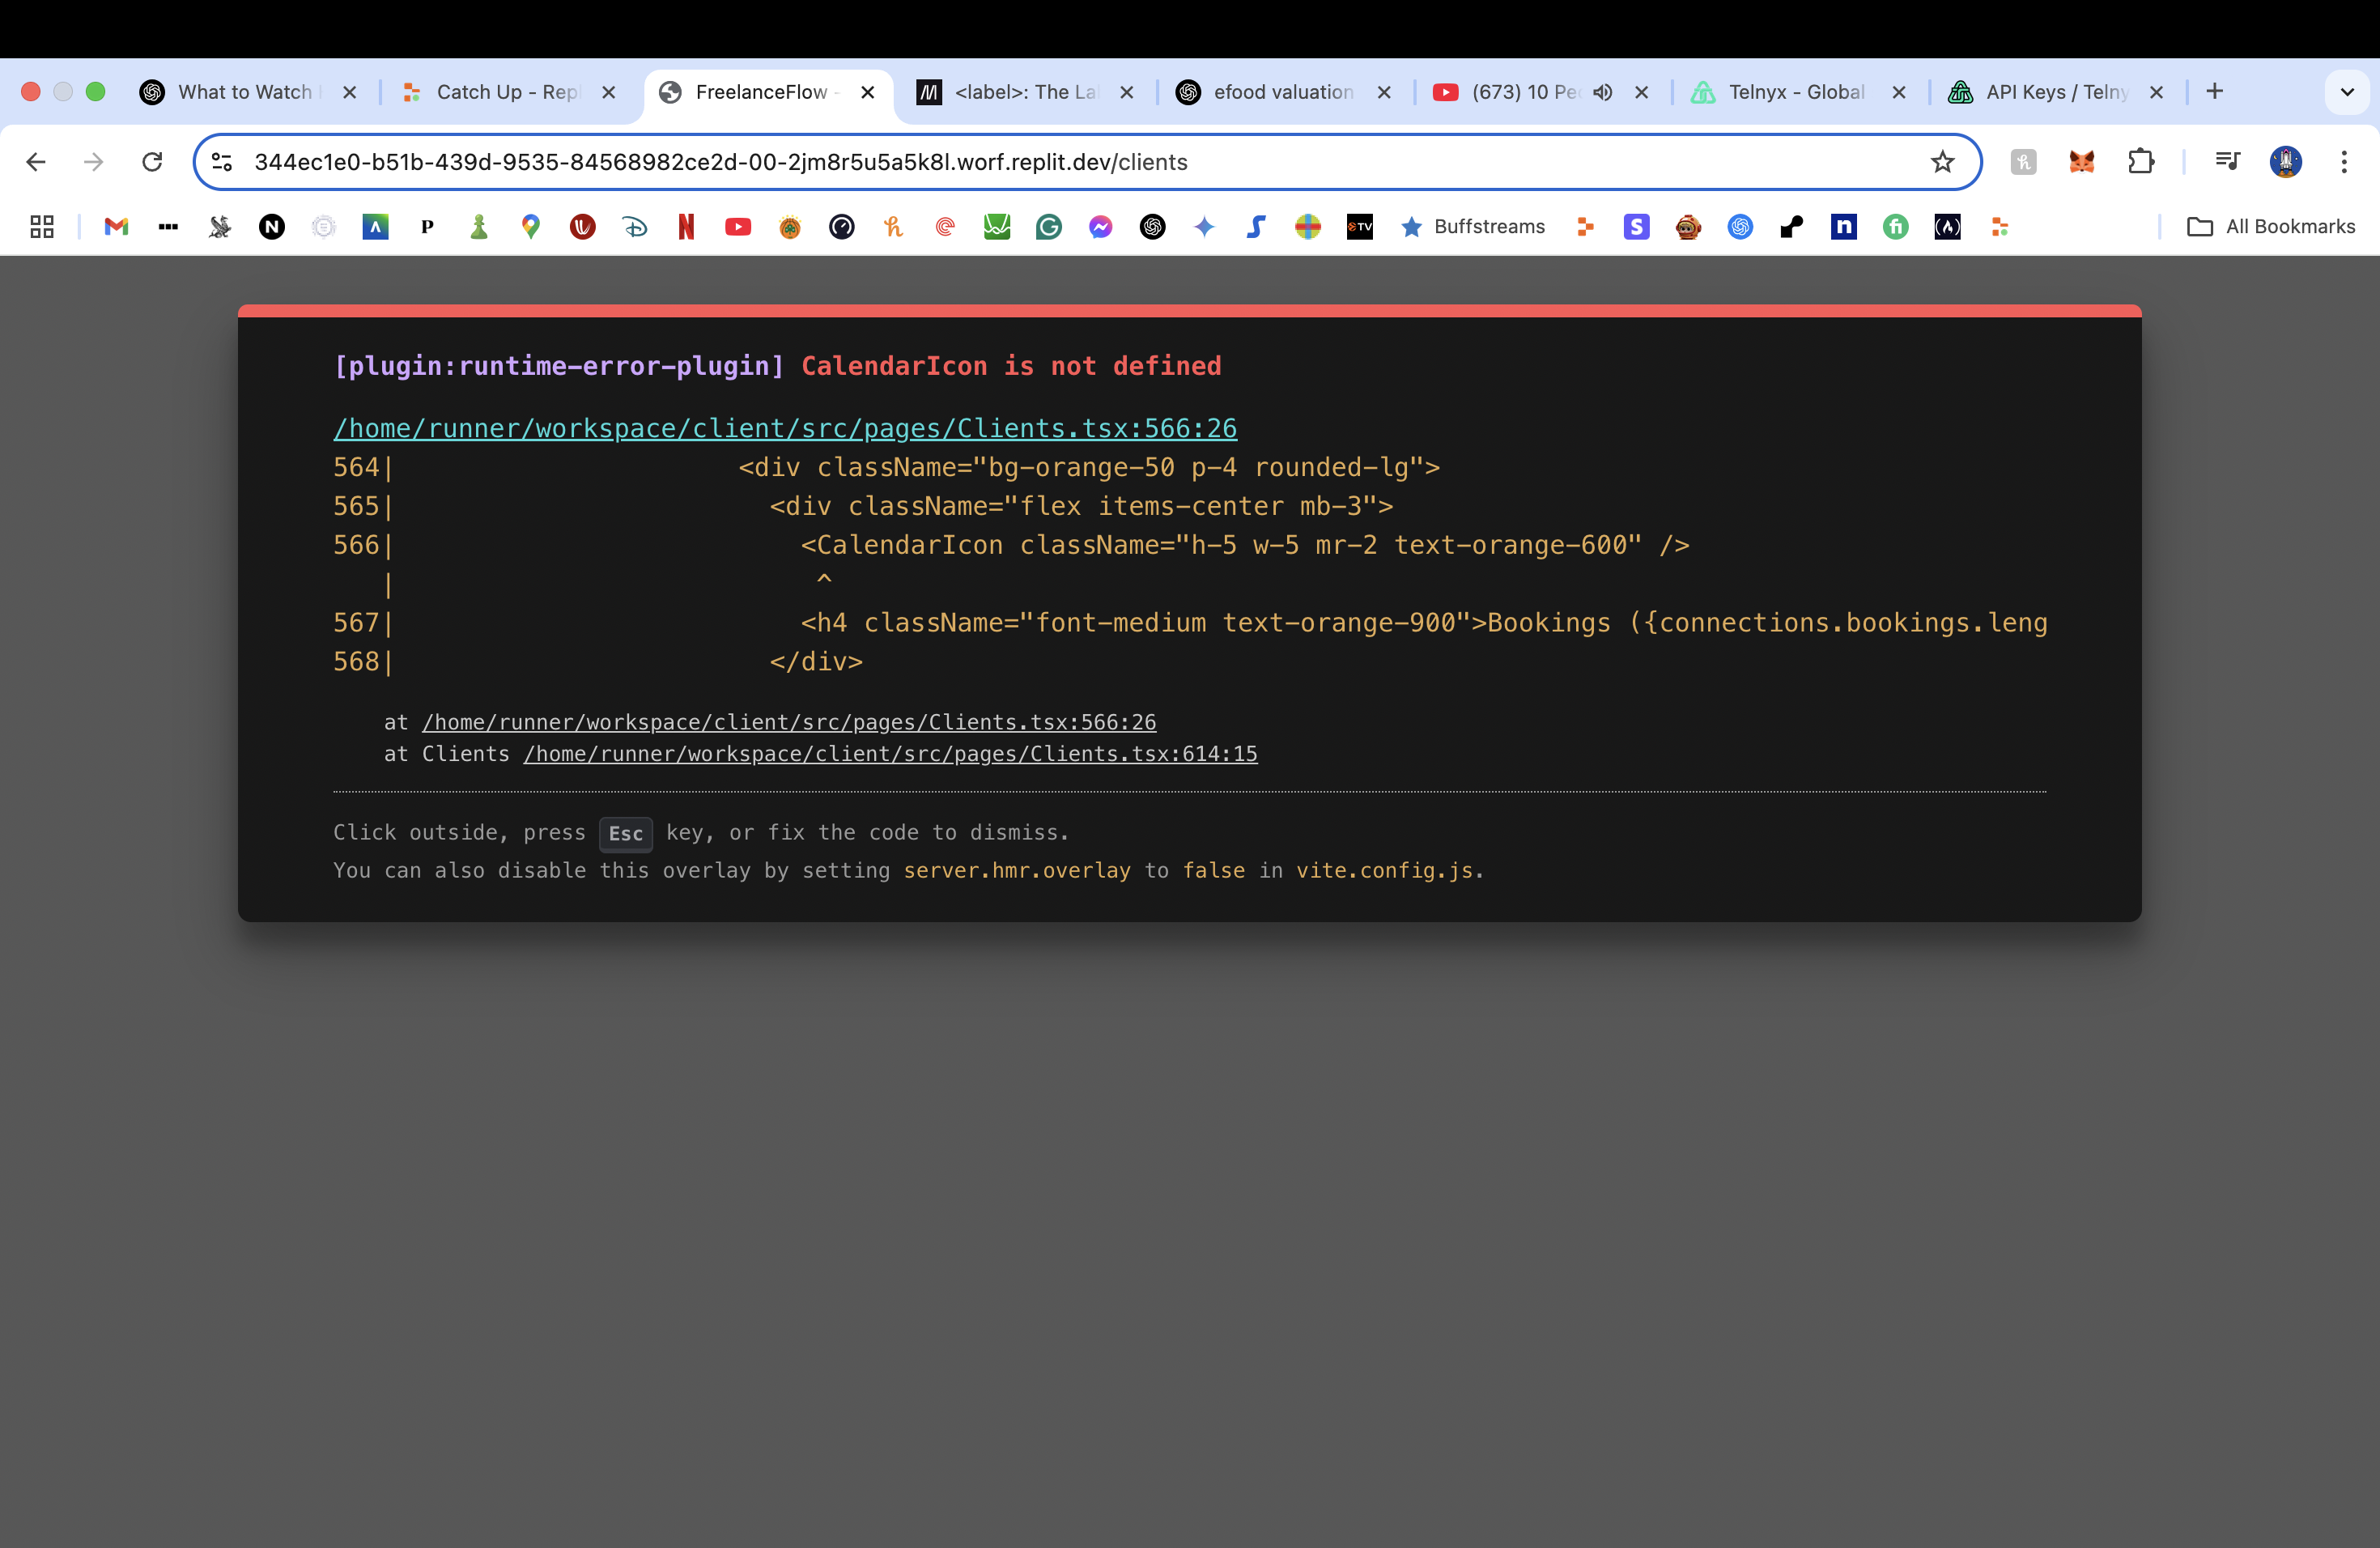 What to Watch
Catch Up - Repl
FreelanceFlow -
<label>: The La
efood valuation
(673) 10 Pe
Telnyx - Global
API Keys / Telny
344ec1e0-b51b-439d-9535-84568982ce2d-00-2jm8r5u5a5k8l.worf.replit.dev/clients
Buffstreams
All Bookmarks
[plugin:runtime-error-plugin] CalendarIcon is not defined
/home/runner/workspace/client/src/pages/Clients.tsx:566:26
564|                      <div className="bg-orange-50 p-4 rounded-lg">
565|                        <div className="flex items-center mb-3">
566|                          <CalendarIcon className="h-5 w-5 mr-2 text-orange-600" />
   |                           ^
567|                          <h4 className="font-medium text-orange-900">Bookings ({connections.bookings.leng
568|                        </div>
at /home/runner/workspace/client/src/pages/Clients.tsx:566:26
at Clients /home/runner/workspace/client/src/pages/Clients.tsx:614:15
Click outside, press Esc key, or fix the code to dismiss.
You can also disable this overlay by setting server.hmr.overlay to false in vite.config.js.